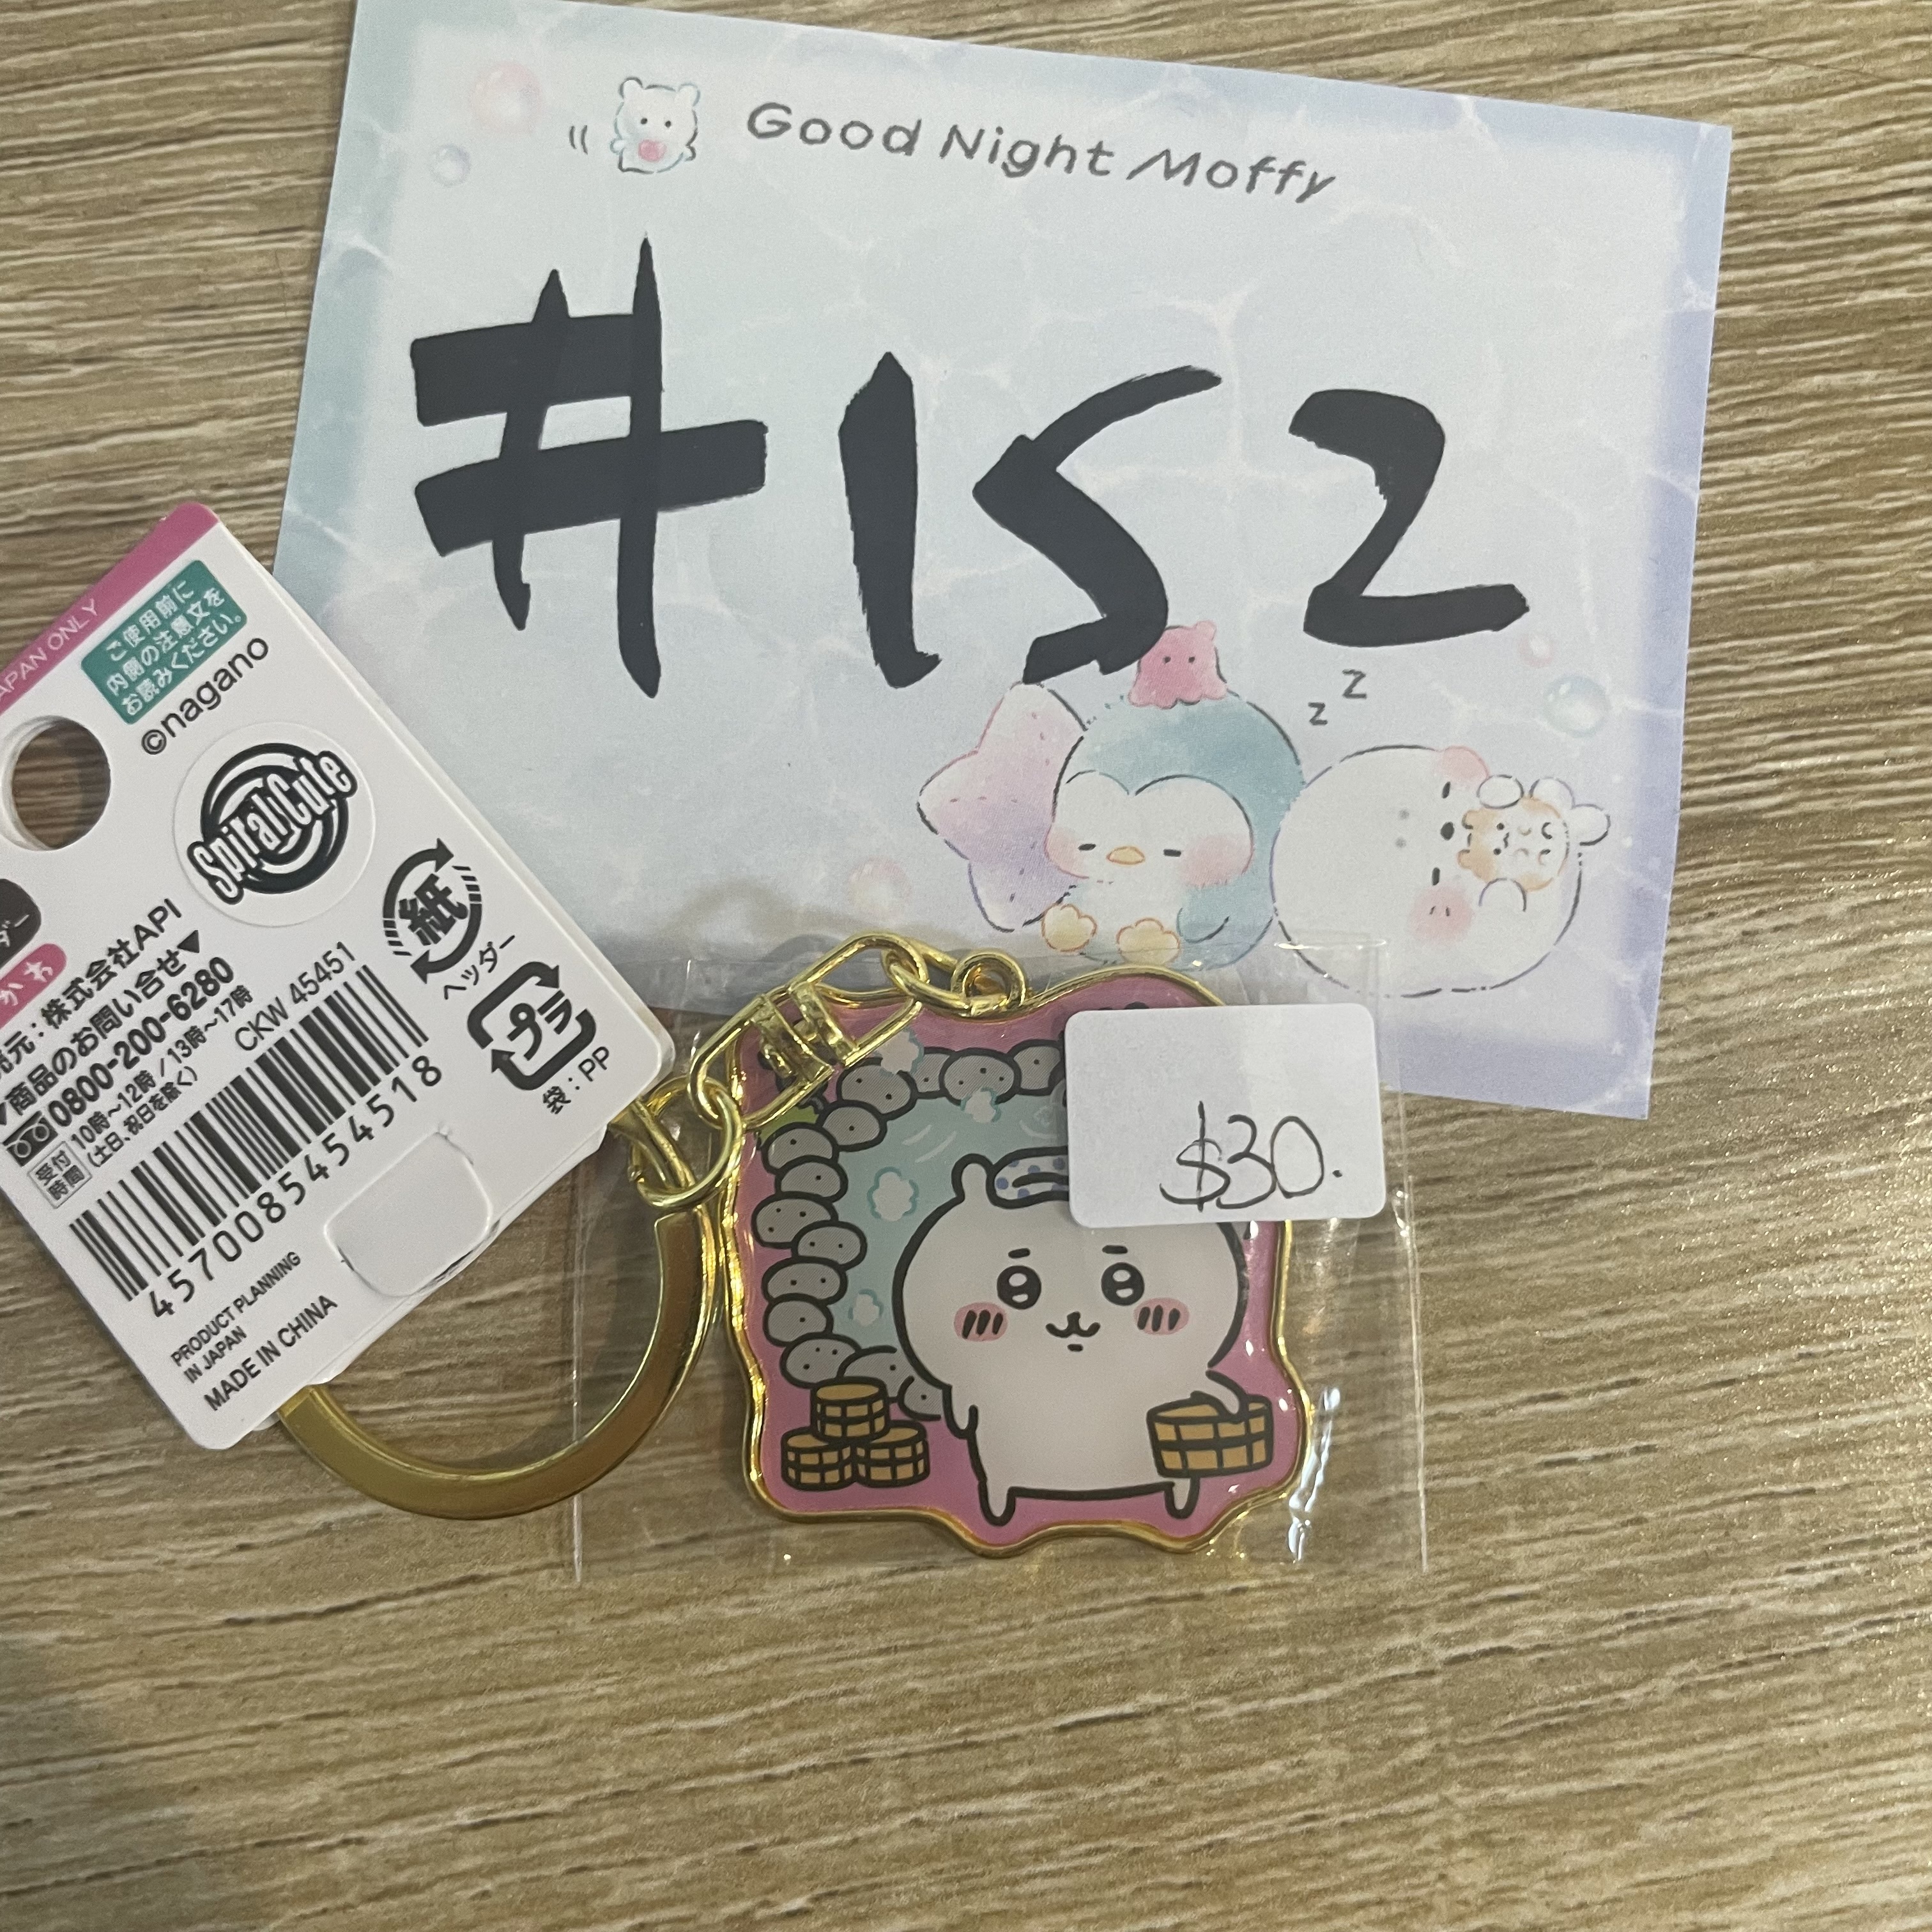 Good Night Moffy
#152
z
z
JAPAN ONLY
ご使用前に
内側の注意文を
お読みください。
©nagano
Spiral Cute
紙
ヘッダー
プラ
袋：PP
元：株式会社API
▼商品のお問い合せ▼
0800-200-6280
受付時間
10時〜12時／13時〜17時
(土日、祝日を除く)
CKW 45451
4570085454518
PRODUCT PLANNING
IN JAPAN
MADE IN CHINA
$30.